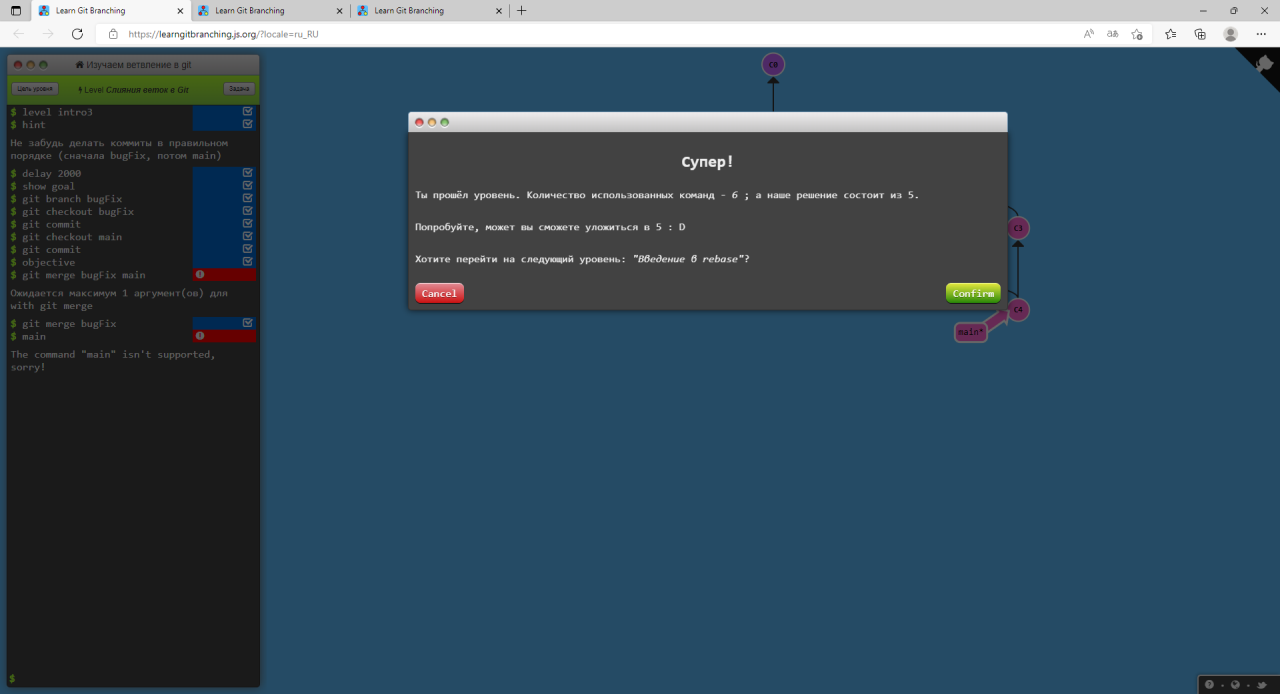 Learn Git Branching
Learn Git Branching
Learn Git Branching
https://learngitbranching.js.org/?locale=ru_RU
Изучаем ветвление в git
Цель уровня
Level Слияния веток в Git
Задача
$ level intro3
$ hint
Не забудь делать коммиты в правильном
порядке (сначала bugFix, потом main)
$ delay 2000
$ show goal
$ git branch bugFix
$ git checkout bugFix
$ git commit
$ git checkout main
$ git commit
$ objective
$ git merge bugFix main
Ожидается максимум 1 аргумент(ов) для
with git merge
$ git merge bugFix
$ main
The command "main" isn't supported,
sorry!
$
C0
Супер!
Ты прошёл уровень. Количество использованных команд - 6 ; а наше решение состоит из 5.
Попробуйте, может вы сможете уложиться в 5 : D
Хотите перейти на следующий уровень: "Введение в rebase"?
Cancel
Confirm
C3
C4
main*